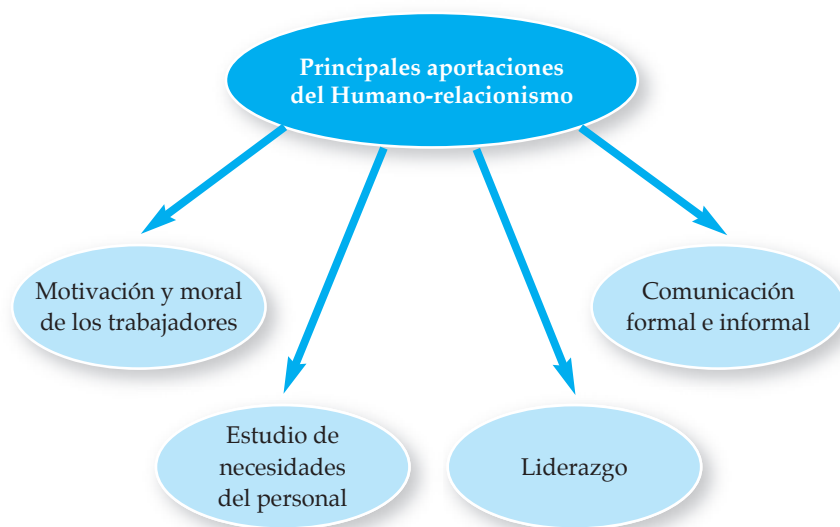 Principales aportaciones
del Humano-relacionismo
Motivación y moral
de los trabajadores
Comunicación
formal e informal
Estudio de
necesidades
del personal
Liderazgo